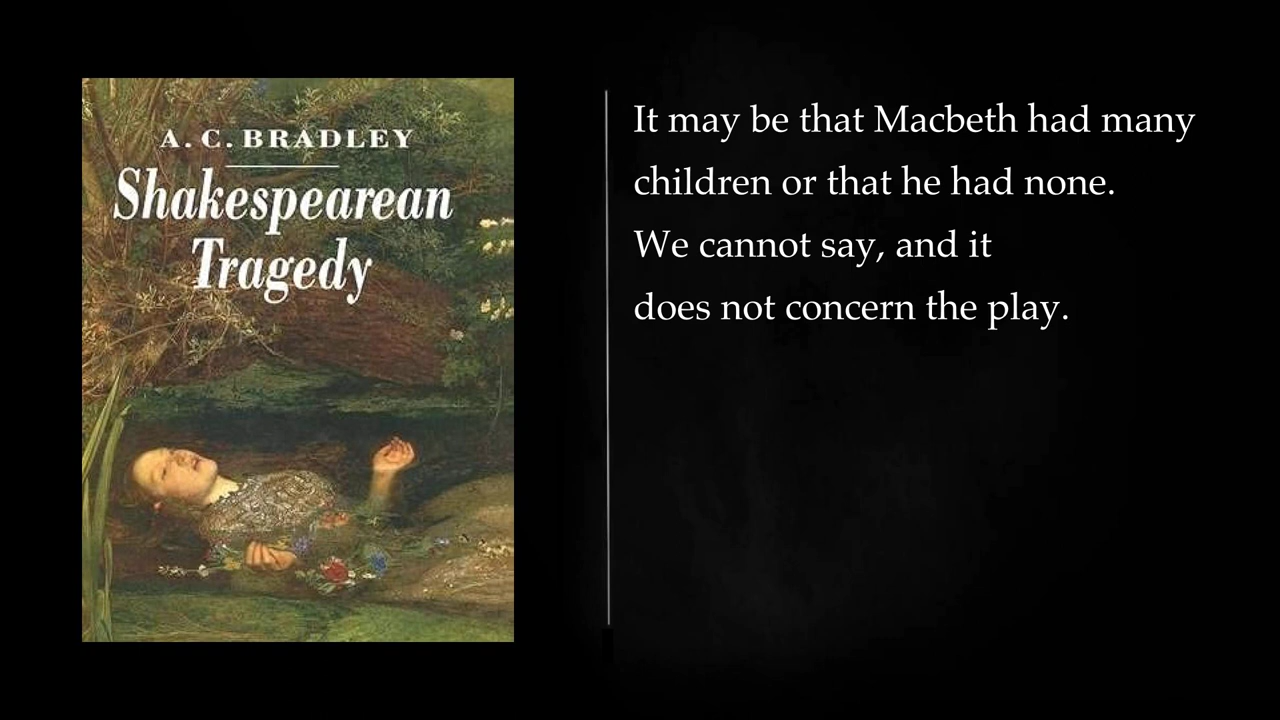 A. C. BRADLEY
Shakespearean
Tragedy
It may be that Macbeth had many
children or that he had none.
We cannot say, and it
does not concern the play.